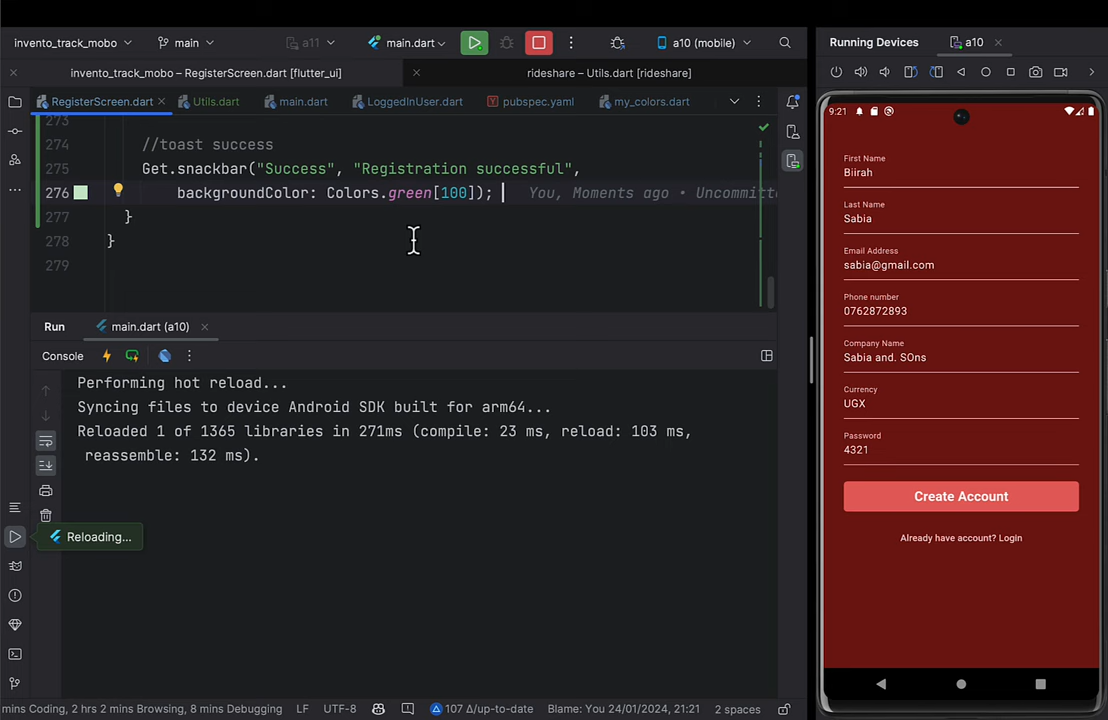 invento_track_mobo
main
a11
main.dart
a10 (mobile)
Running Devices
a10
invento_track_mobo – RegisterScreen.dart [flutter_ui]
rideshare – Utils.dart [rideshare]
RegisterScreen.dart
Utils.dart
main.dart
LoggedInUser.dart
pubspec.yaml
my_colors.dart
273
274 //toast success
275 Get.snackbar("Success", "Registration successful",
276 backgroundColor: Colors.green[100]); You, Moments ago • Uncommitte
277 }
278 }
279
Run
main.dart (a10)
Console
Performing hot reload...
Syncing files to device Android SDK built for arm64...
Reloaded 1 of 1365 libraries in 271ms (compile: 23 ms, reload: 103 ms,
reassemble: 132 ms).
Reloading...
mins Coding, 2 hrs 2 mins Browsing, 8 mins Debugging
LF
UTF-8
107 Δ/up-to-date
Blame: You 24/01/2024, 21:21
2 spaces
9:21
First Name
Biirah
Last Name
Sabia
Email Address
sabia@gmail.com
Phone number
0762872893
Company Name
Sabia and. SOns
Currency
UGX
Password
4321
Create Account
Already have account? Login